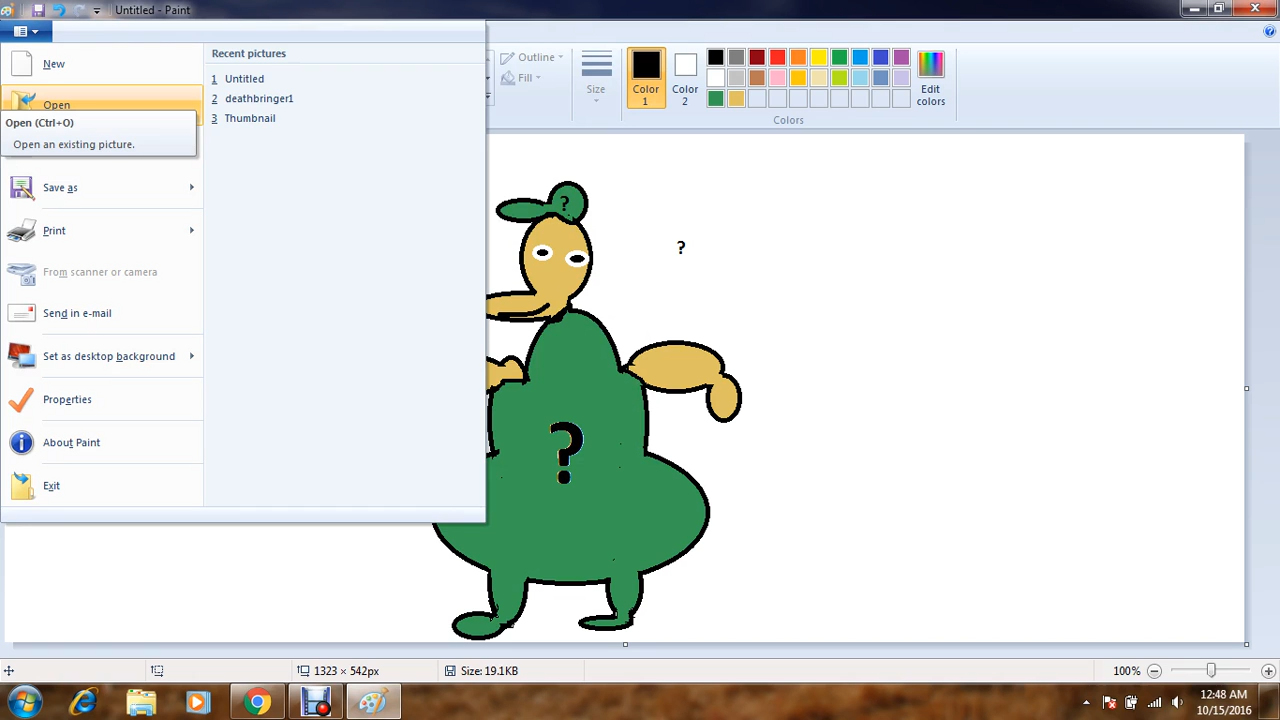 Untitled - Paint
Recent pictures
New
1 Untitled
Open
2 deathbringer1
3 Thumbnail
Open (Ctrl+O)
Open an existing picture.
Save as
Print
From scanner or camera
Send in e-mail
Set as desktop background
Properties
About Paint
Exit
Outline
Fill
Size
Color
1
Color
2
Edit
colors
Colors
?
?
?
1323 × 542px
Size: 19.1KB
100%
12:48 AM
10/15/2016